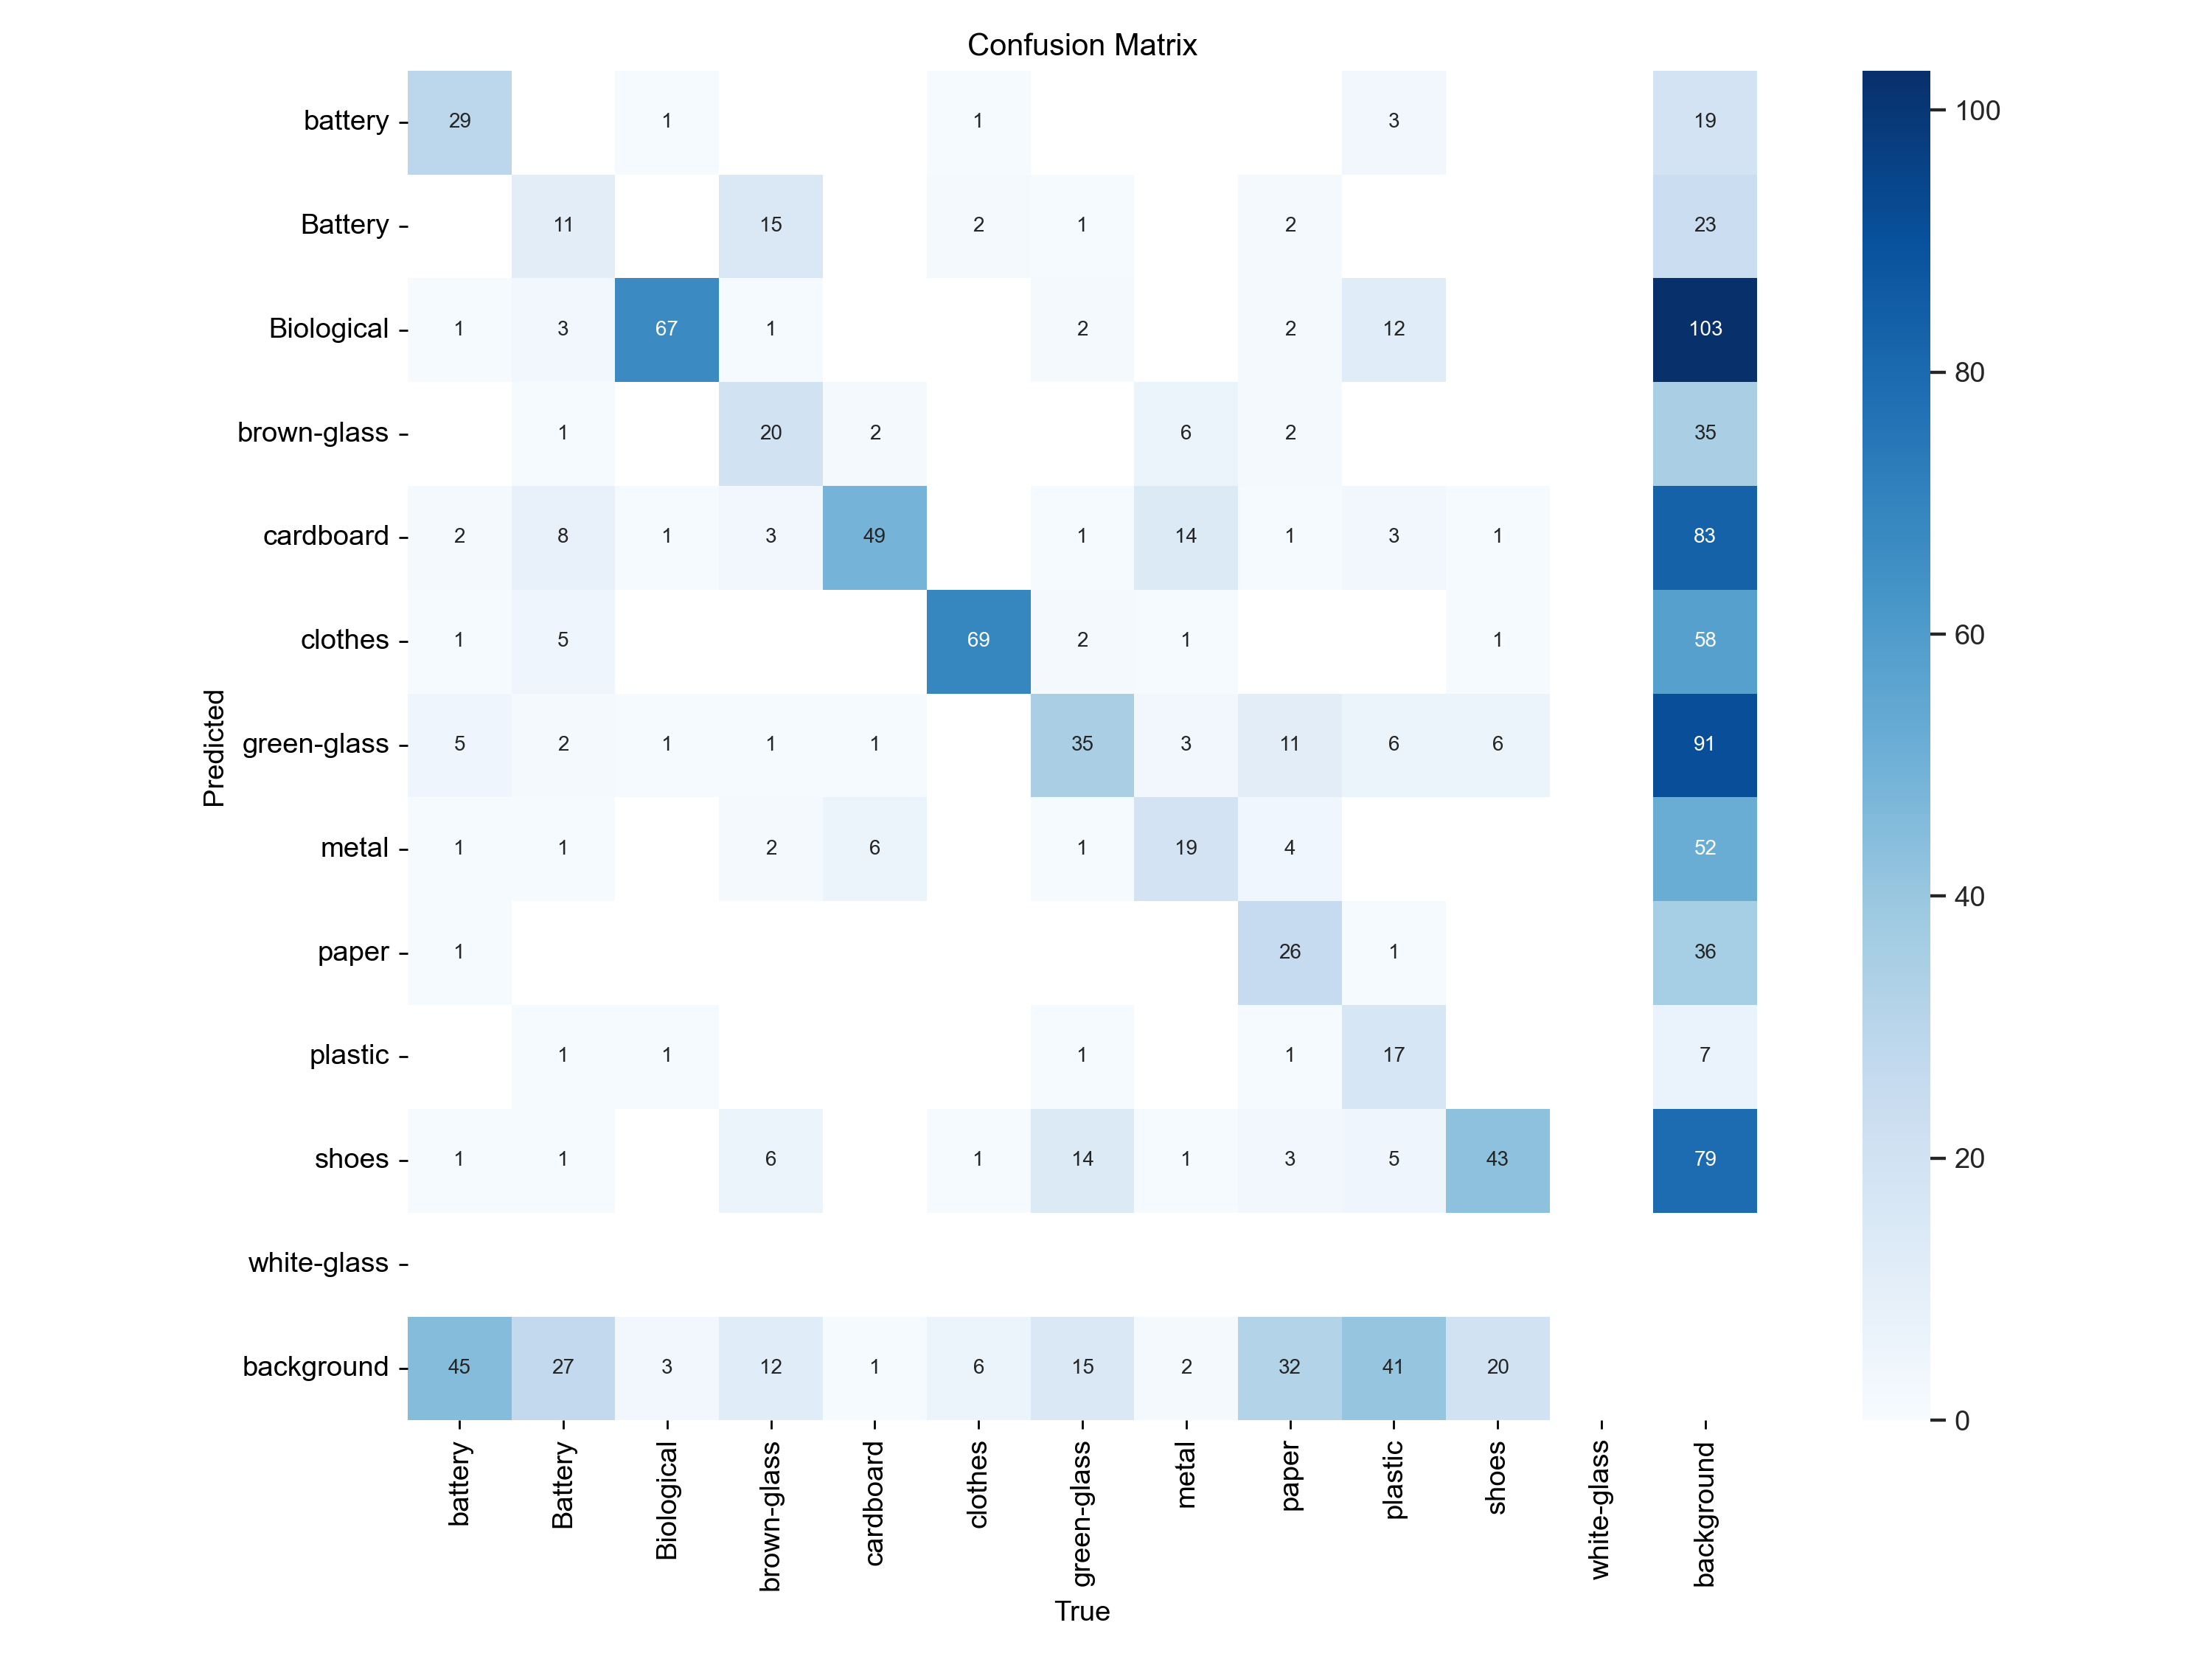 Confusion Matrix
battery 29 1 1 3 19
Battery 11 15 2 1 2 23
Biological 1 3 67 1 2 2 12 103
brown-glass 1 20 2 6 2 35
cardboard 2 8 1 3 49 1 14 1 3 1 83
clothes 1 5 69 2 1 1 58
green-glass 5 2 1 1 1 35 3 11 6 6 91
metal 1 1 2 6 1 19 4 52
paper 1 26 1 36
plastic 1 1 1 1 17 7
shoes 1 1 6 1 14 1 3 5 43 79
white-glass
background 45 27 3 12 1 6 15 2 32 41 20
battery Battery Biological brown-glass cardboard clothes green-glass metal paper plastic shoes white-glass background
True
Predicted
100
80
60
40
20
0